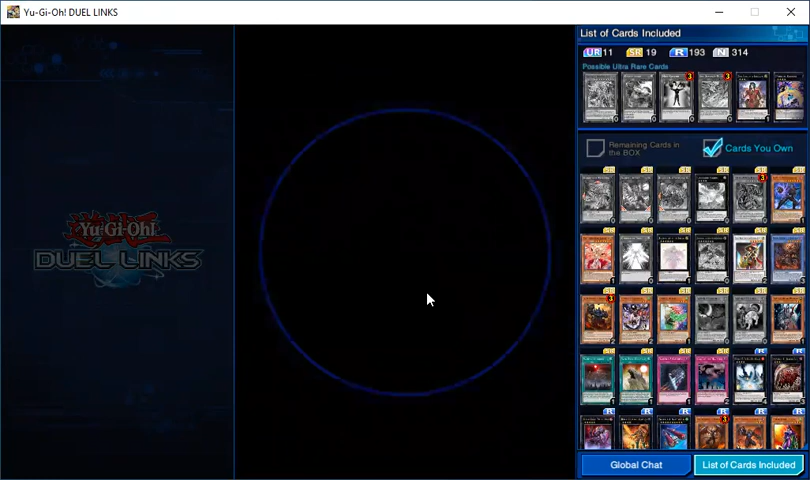 Yu-Gi-Oh! DUEL LINKS
List of Cards Included
UR 11 SR 19 R 193 N 314
Possible Ultra Rare Cards
Remaining Cards in
the BOX
Cards You Own
Yu-Gi-Oh!
DUEL LINKS
Global Chat
List of Cards Included